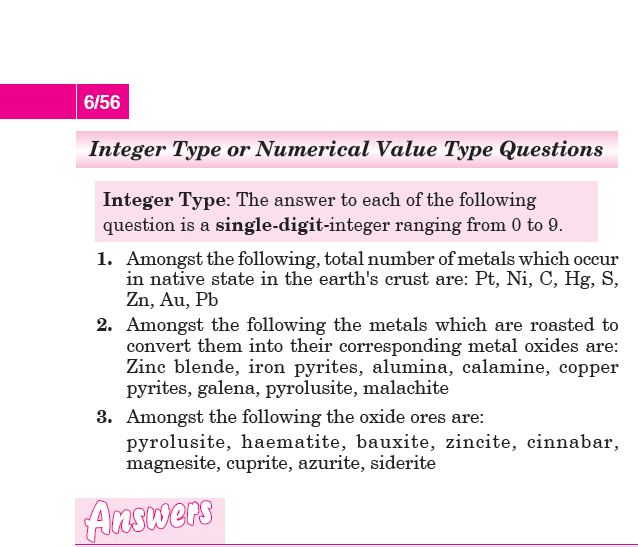 6/56
Integer Type or Numerical Value Type Questions
Integer Type: The answer to each of the following
question is a single-digit-integer ranging from 0 to 9.
1. Amongst the following, total number of metals which occur
in native state in the earth's crust are: Pt, Ni, C, Hg, S,
Zn, Au, Pb
2. Amongst the following the metals which are roasted to
convert them into their corresponding metal oxides are:
Zinc blende, iron pyrites, alumina, calamine, copper
pyrites, galena, pyrolusite, malachite
3. Amongst the following the oxide ores are:
pyrolusite, haematite, bauxite, zincite, cinnabar,
magnesite, cuprite, azurite, siderite
Answers